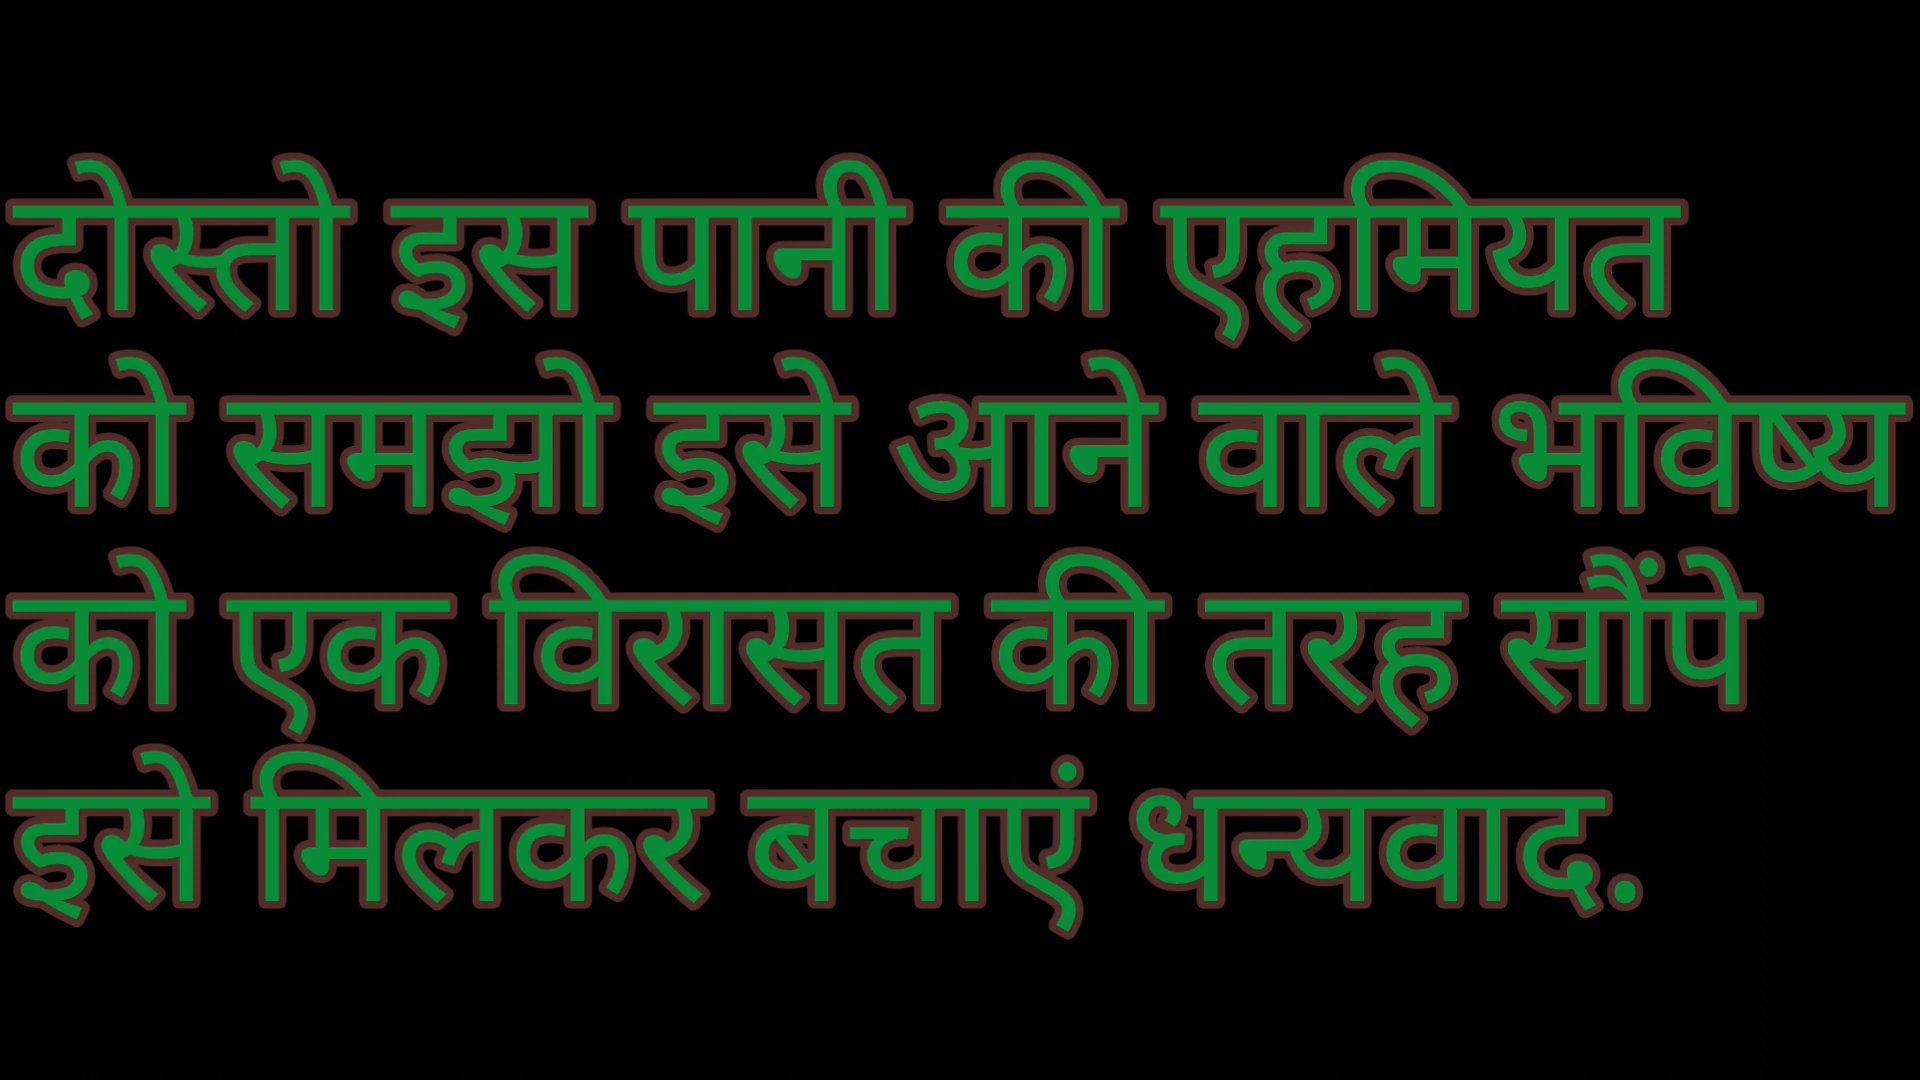 दोस्तो इस पानी की एहमियत
को समझो इसे आने वाले भविष्य
को एक विरासत की तरह सौंपे
इसे मिलकर बचाएं धन्यवाद.